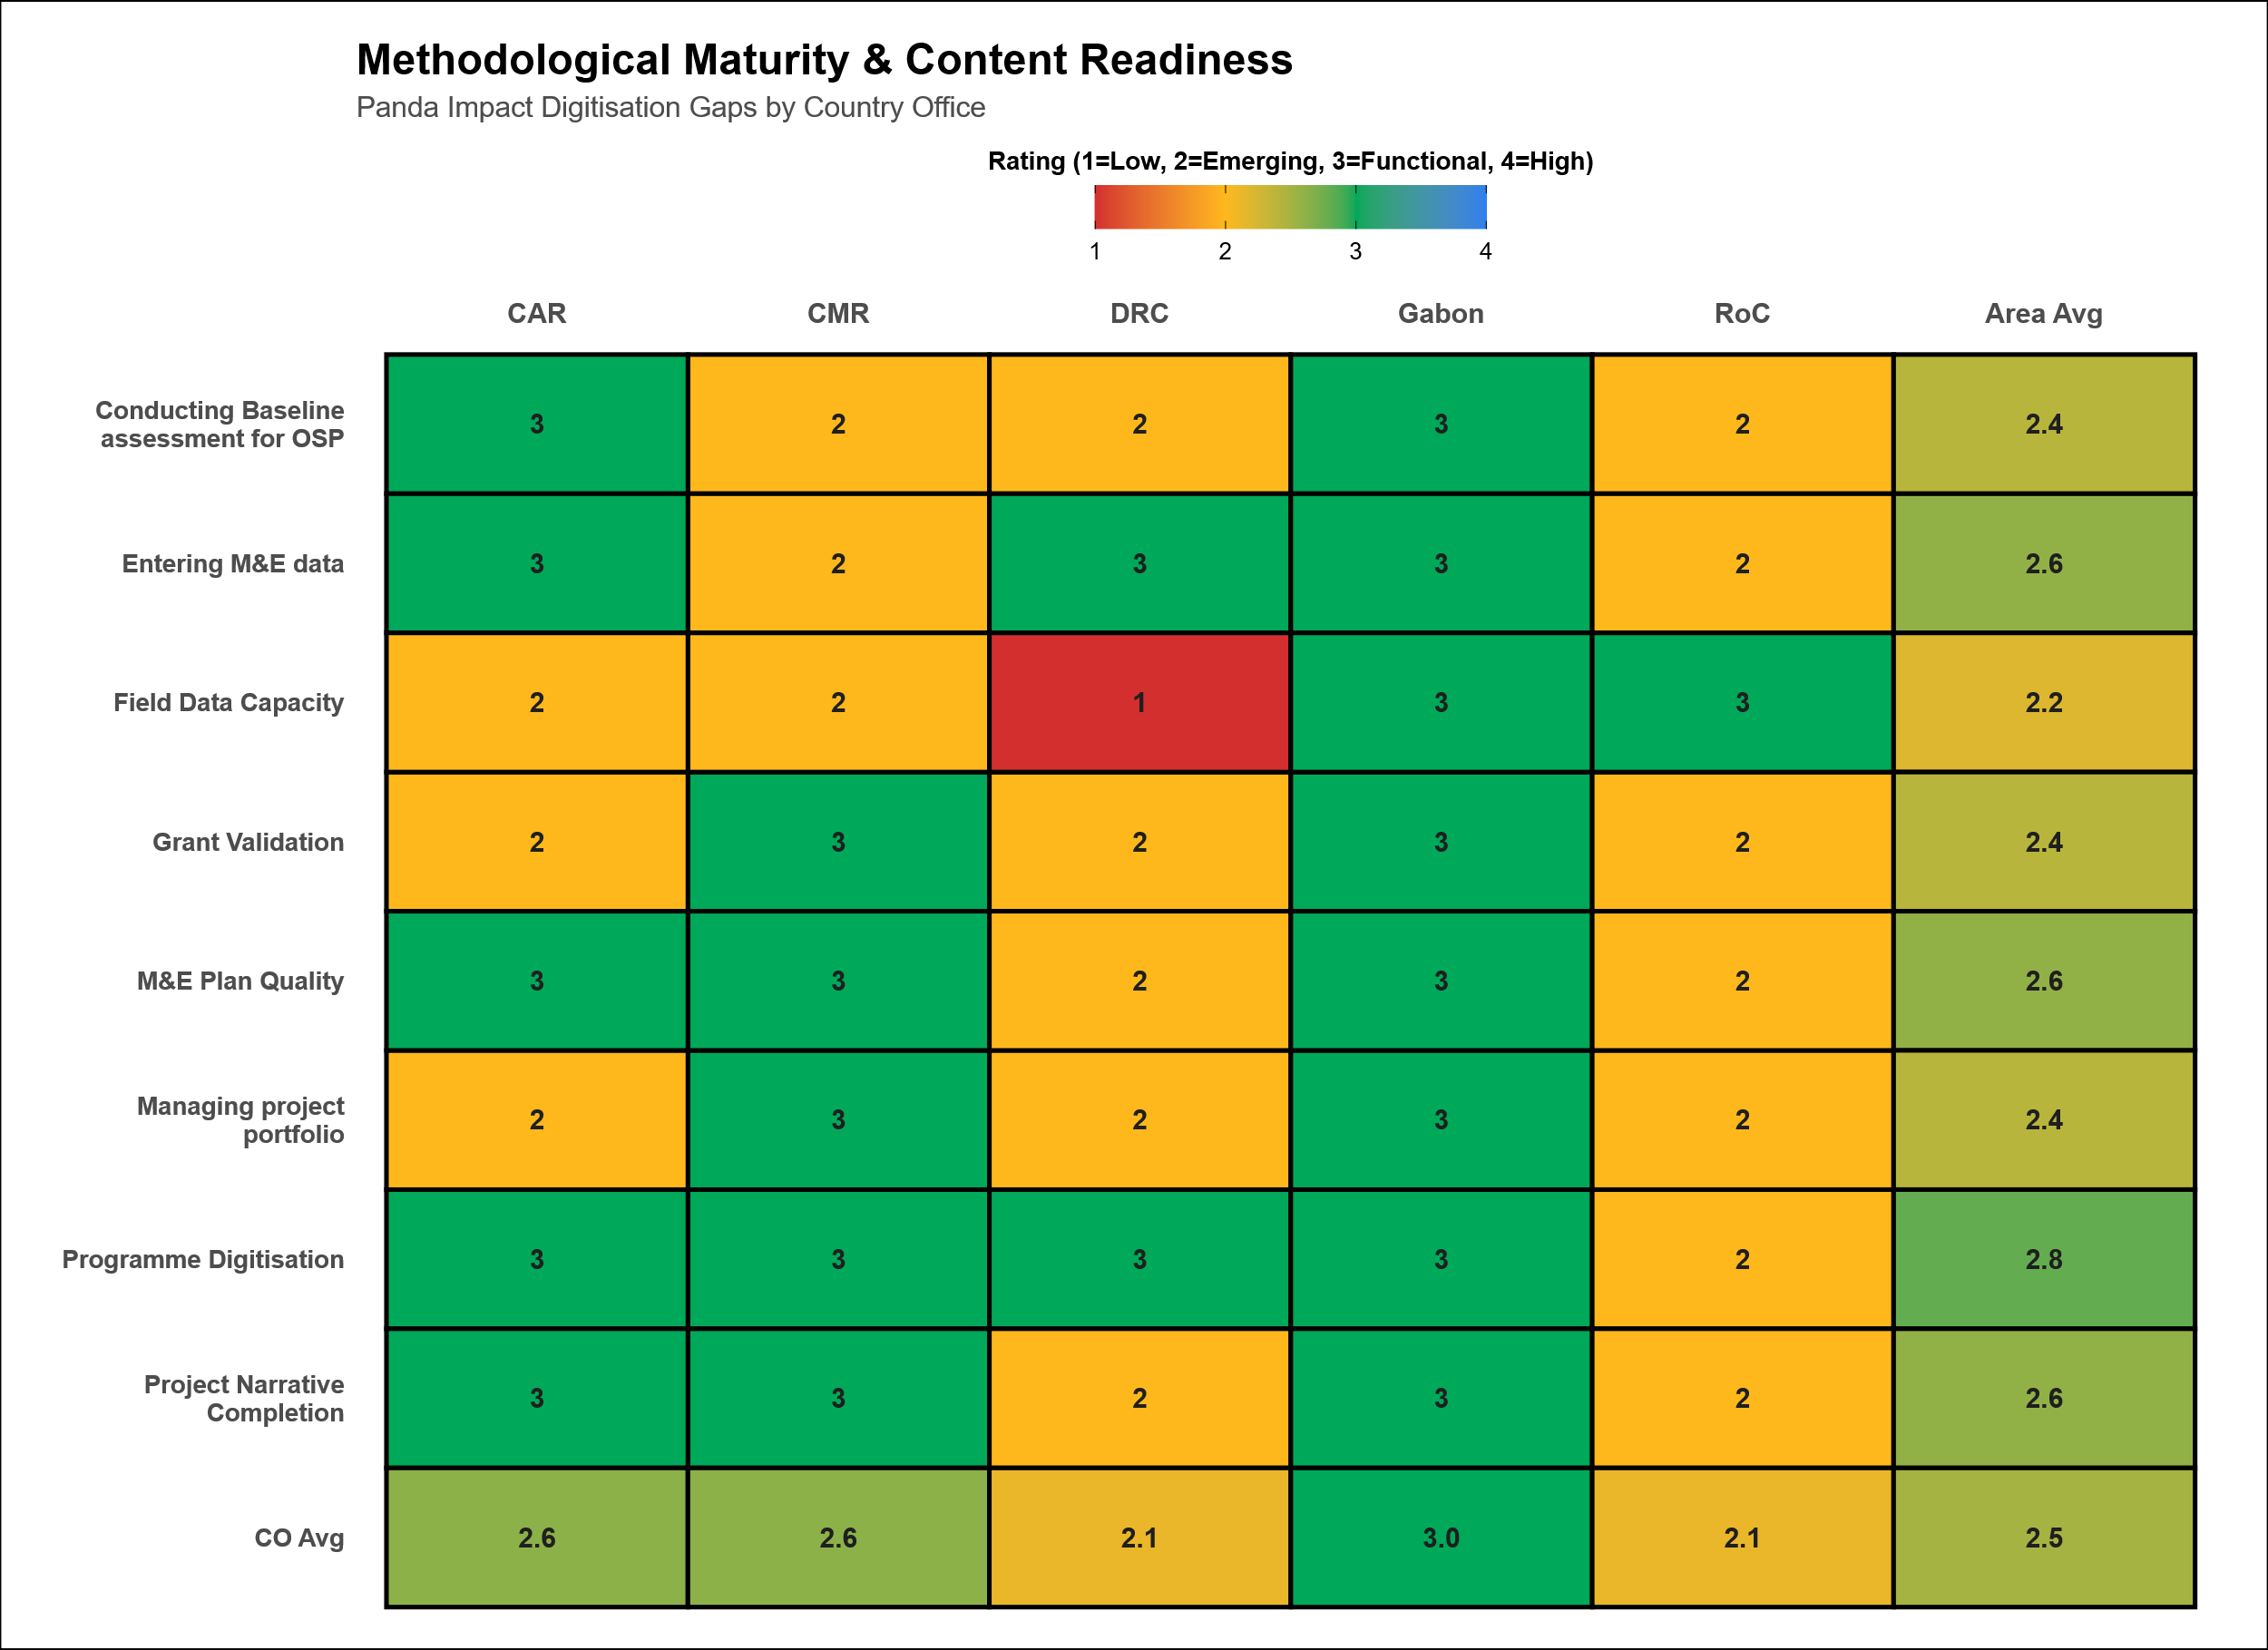 Methodological Maturity & Content Readiness
Panda Impact Digitisation Gaps by Country Office
Rating (1=Low, 2=Emerging, 3=Functional, 4=High)
1 2 3 4
CAR CMR DRC Gabon RoC Area Avg
Conducting Baseline
assessment for OSP
3 2 2 3 2 2.4
Entering M&E data 3 2 3 3 2 2.6
Field Data Capacity 2 2 1 3 3 2.2
Grant Validation 2 3 2 3 2 2.4
M&E Plan Quality 3 3 2 3 2 2.6
Managing project
portfolio
2 3 2 3 2 2.4
Programme Digitisation 3 3 3 3 2 2.8
Project Narrative
Completion
3 3 2 3 2 2.6
CO Avg 2.6 2.6 2.1 3.0 2.1 2.5